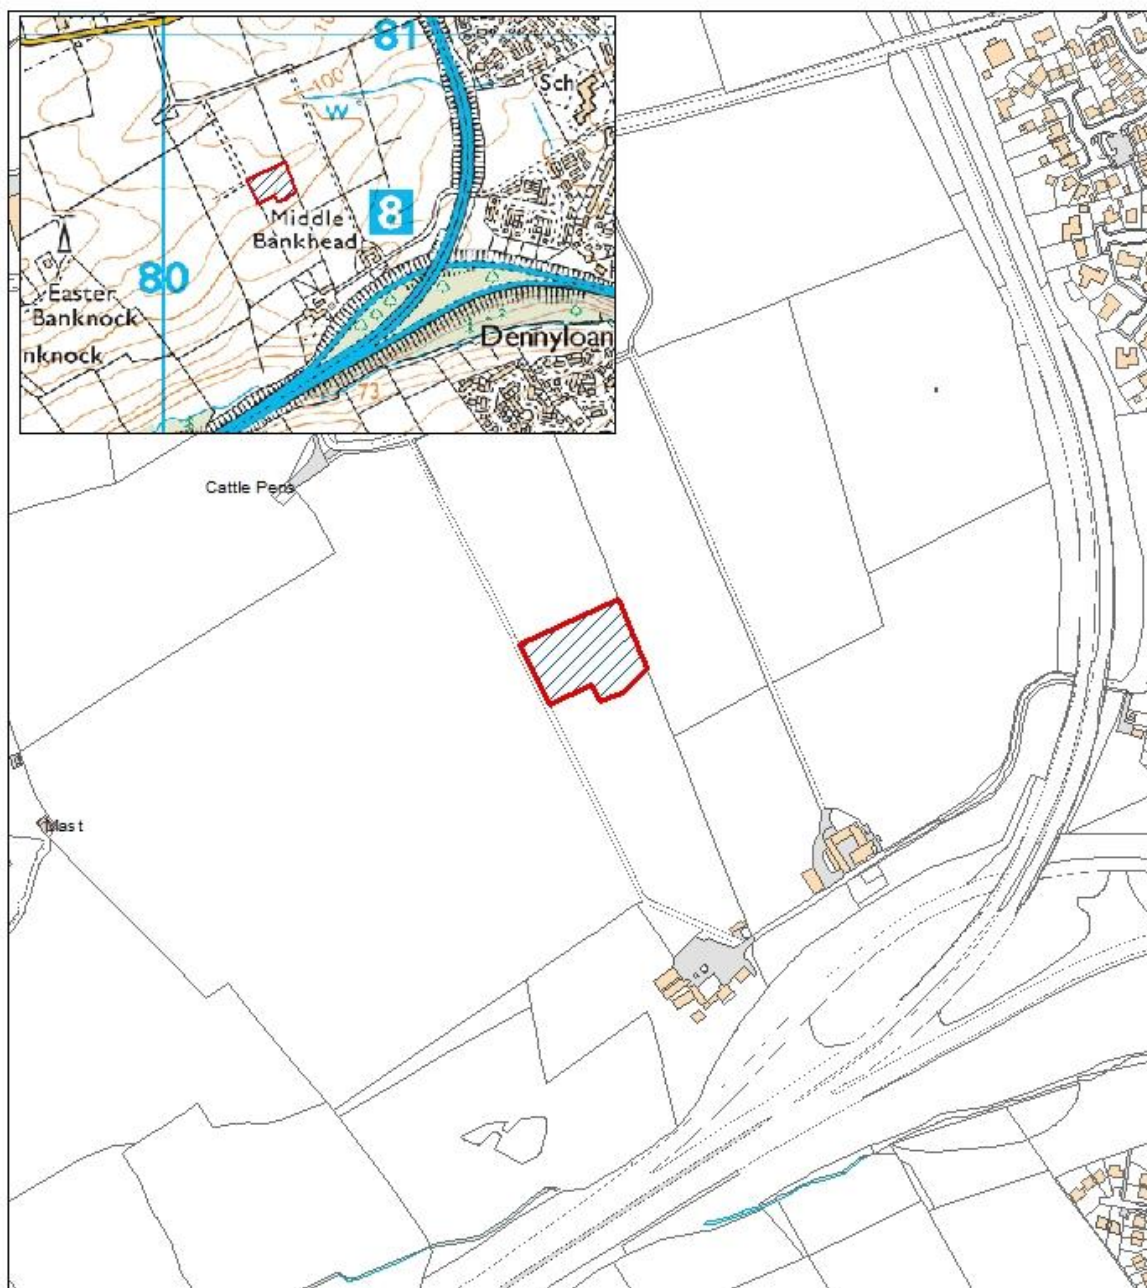 81
100
Sch
W
8
Middle
Bankhead
80
Easter
Banknock
nknock
Dennyloan
73
Cattle Pens
Mast